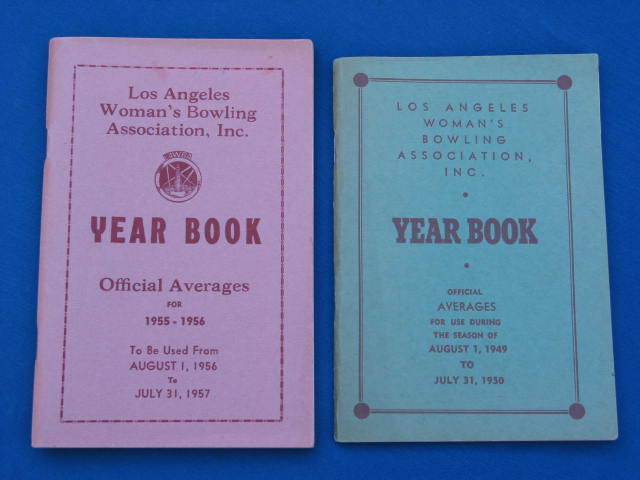 Los Angeles
Woman's Bowling
Association, Inc.
YEAR BOOK
Official Averages
FOR
1955 - 1956
To Be Used From
AUGUST 1, 1956
To
JULY 31, 1957
LOS ANGELES
WOMAN'S
BOWLING
ASSOCIATION,
INC.
YEAR BOOK
OFFICIAL
AVERAGES
FOR USE DURING
THE SEASON OF
AUGUST 1, 1949
TO
JULY 31, 1950